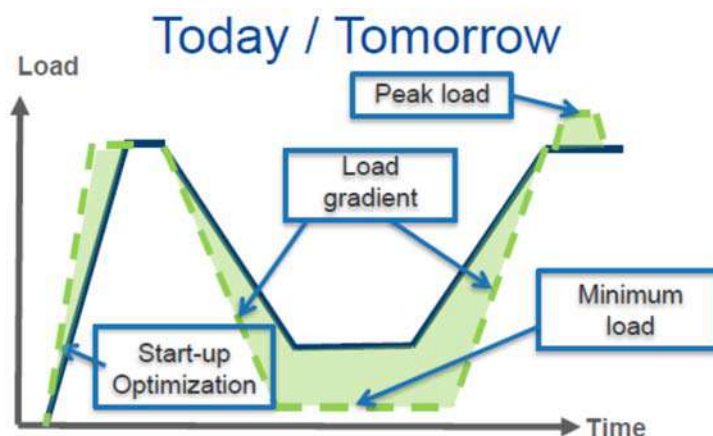 Today / Tomorrow
Load
Peak load
Load
gradient
Minimum
load
Start-up
Optimization
Time